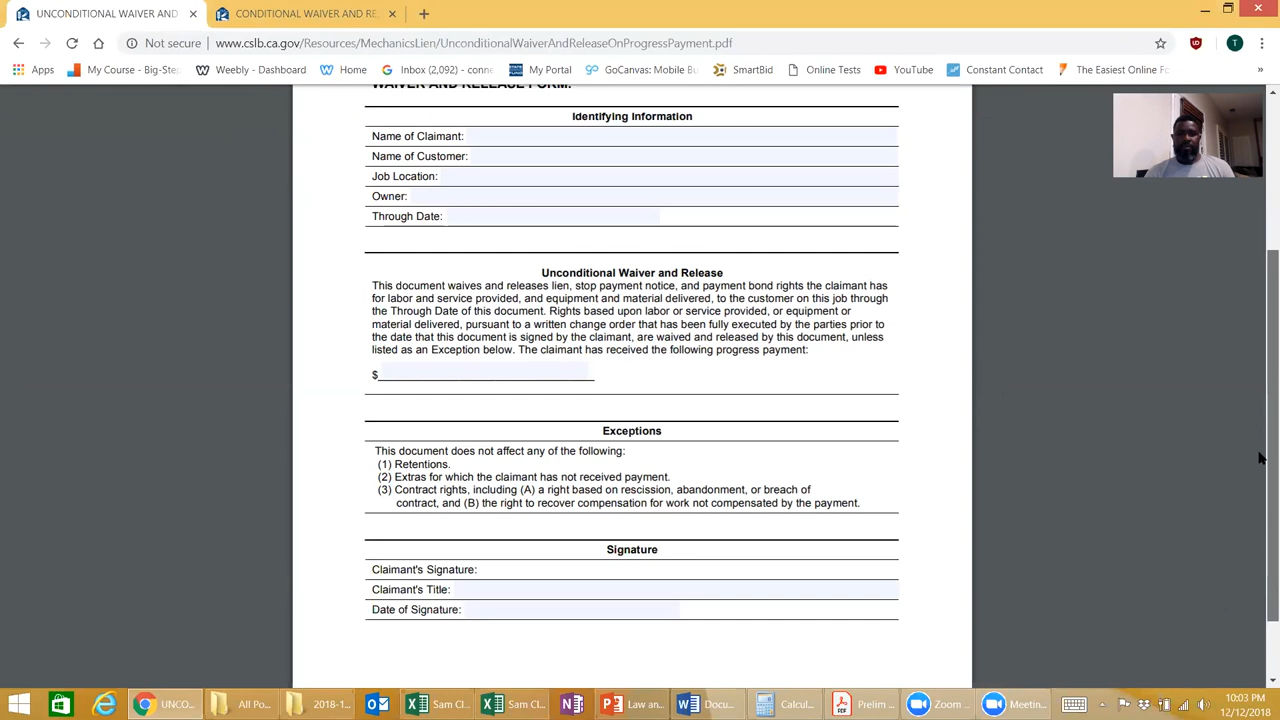 UNCONDITIONAL WAIVER AND
CONDITIONAL WAIVER AND RE
Not secure
www.cslb.ca.gov/Resources/MechanicsLien/UnconditionalWaiverAndReleaseOnProgressPayment.pdf
T
Apps
My Course - Big-Step
Weebly - Dashboard
Home
Inbox (2,092) - conne
My Portal
GoCanvas: Mobile Bu
SmartBid
Online Tests
YouTube
Constant Contact
The Easiest Online Fo
»
WAIVER AND RELEASE FORM.
Identifying Information
Name of Claimant:
Name of Customer:
Job Location:
Owner:
Through Date:
Unconditional Waiver and Release
This document waives and releases lien, stop payment notice, and payment bond rights the claimant has
for labor and service provided, and equipment and material delivered, to the customer on this job through
the Through Date of this document. Rights based upon labor or service provided, or equipment or
material delivered, pursuant to a written change order that has been fully executed by the parties prior to
the date that this document is signed by the claimant, are waived and released by this document, unless
listed as an Exception below. The claimant has received the following progress payment:
$
Exceptions
This document does not affect any of the following:
(1) Retentions.
(2) Extras for which the claimant has not received payment.
(3) Contract rights, including (A) a right based on rescission, abandonment, or breach of
contract, and (B) the right to recover compensation for work not compensated by the payment.
Signature
Claimant's Signature:
Claimant's Title:
Date of Signature:
UNCO...
All Po...
2018-1...
Sam Cl...
Sam Cl...
Law an...
Docu...
Calcul...
Prelim ...
Zoom ...
Meetin...
10:03 PM
12/12/2018